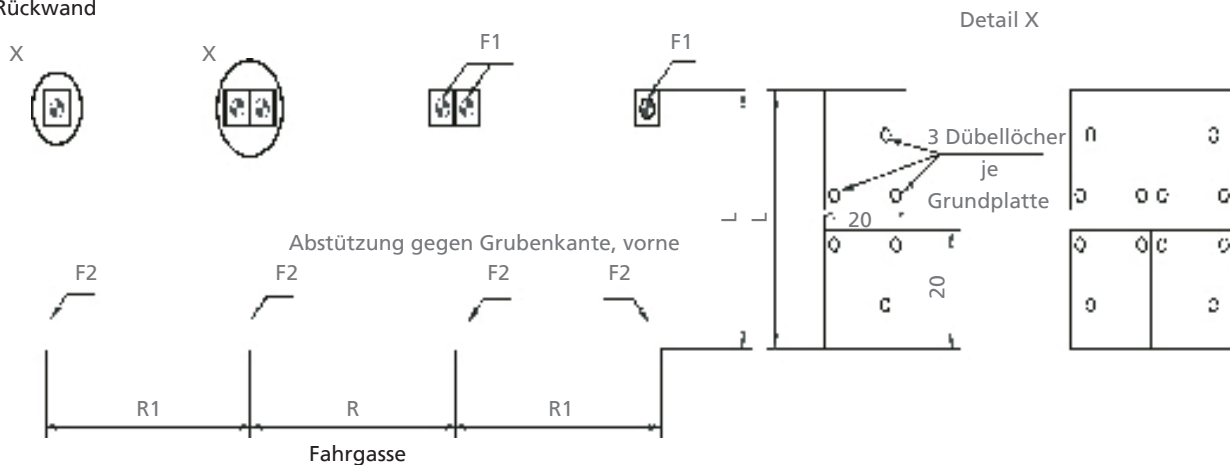 Rückwand
Detail X
X
X
F1
F1
3 Dübellöcher
je
Grundplatte
L
L
20
Abstützung gegen Grubenkante, vorne
F2
F2
F2
F2
20
R1
R
R1
Fahrgasse